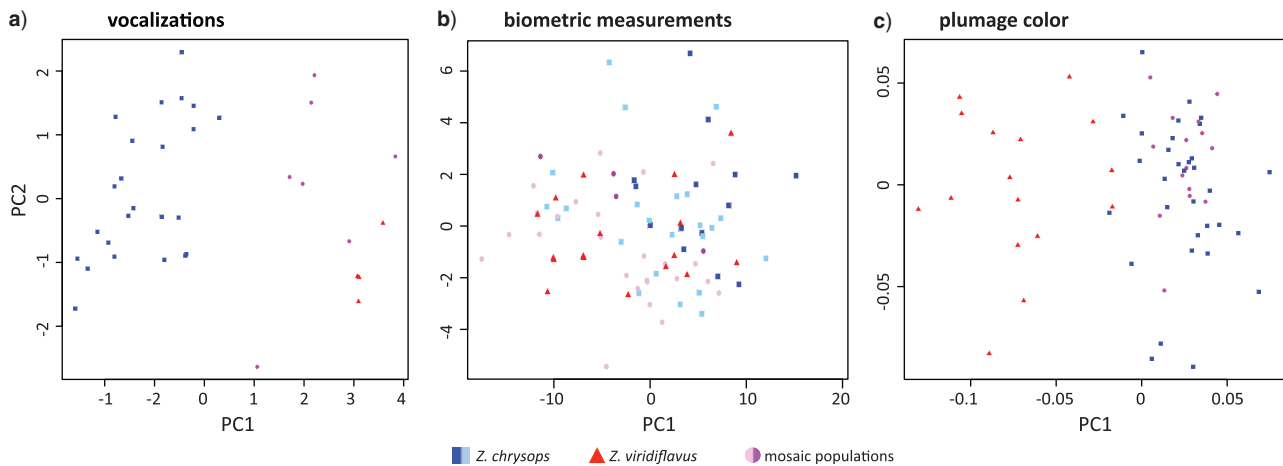 a) vocalizations
2
1
0
-1
-2
PC2
-1 -2 0 1 2 3 4
PC1
b) biometric measurements
6
4
2
0
-2
-4
-10 0 10 20
PC1
c) plumage color
0.05
0
-0.05
-0.1 -0.05 0 0.05
PC1
Z. chrysops Z. viridiflavus mosaic populations